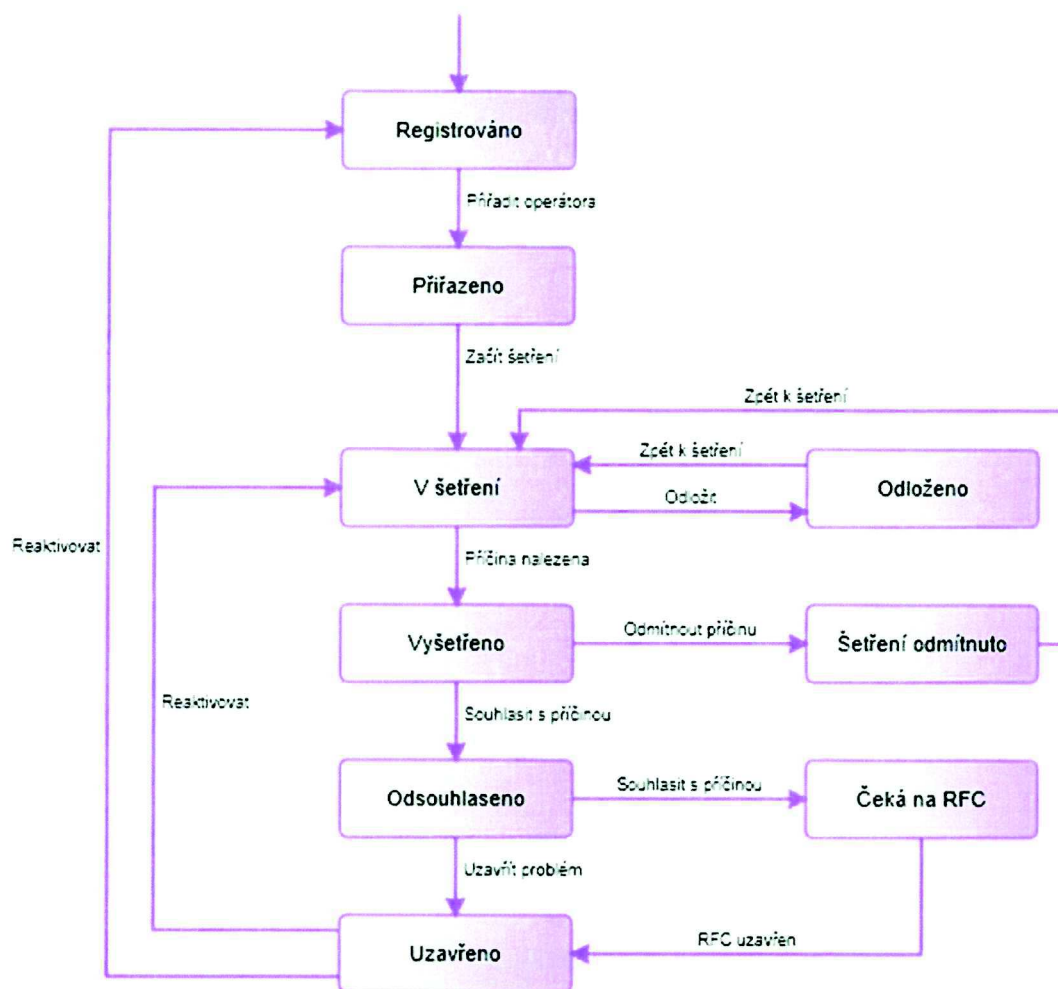 Registrováno
Přiřadit operátora
Přiřazeno
Začít šetření
Zpět k šetření
Zpět k šetření
V šetření
Odloženo
Odložit
Reaktivovat
Příčina nalezena
Vyšetřeno
Odmítnout příčinu
Šetření odmítnuto
Reaktivovat
Souhlasit s příčinou
Odsouhlaseno
Souhlasit s příčinou
Čeká na RFC
Uzavřít problém
Uzavřeno
RFC uzavřen